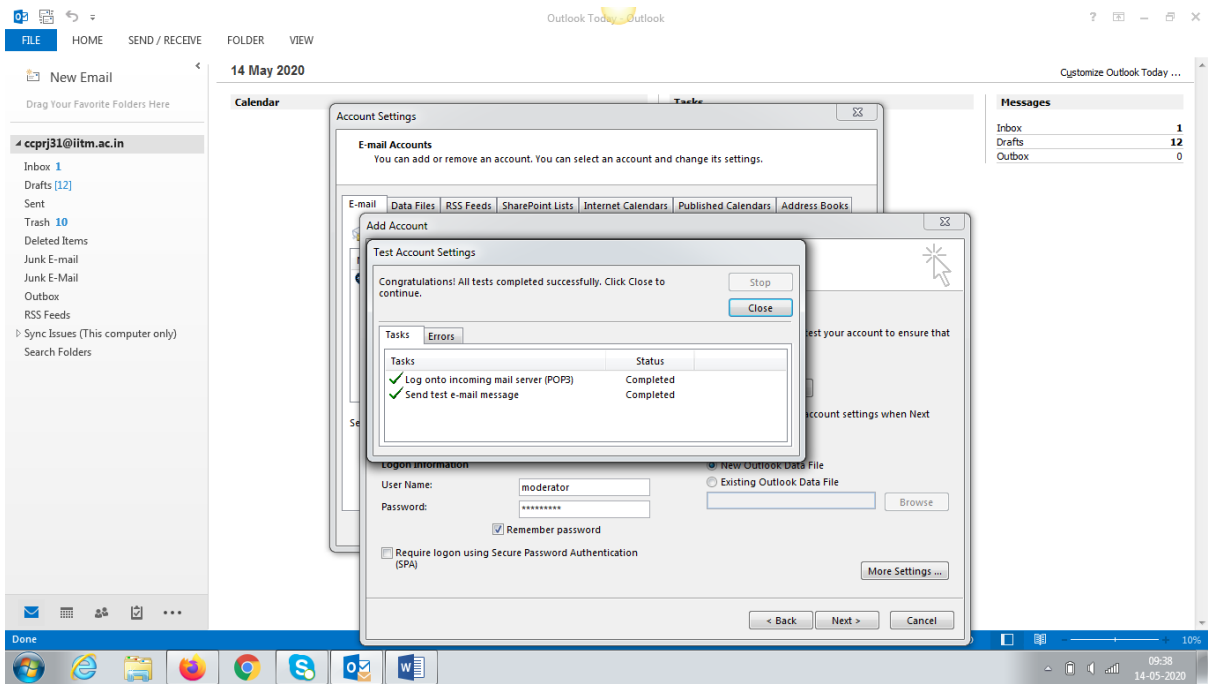 Outlook Today - Outlook
FILE HOME SEND / RECEIVE FOLDER VIEW
New Email
Drag Your Favorite Folders Here
ccprj31@iitm.ac.in
Inbox 1
Drafts [12]
Sent
Trash 10
Deleted Items
Junk E-mail
Junk E-Mail
Outbox
RSS Feeds
Sync Issues (This computer only)
Search Folders
14 May 2020
Customize Outlook Today ...
Calendar
Tasks
Messages
Inbox 1
Drafts 12
Outbox 0
Account Settings
E-mail Accounts
You can add or remove an account. You can select an account and change its settings.
E-mail Data Files RSS Feeds SharePoint Lists Internet Calendars Published Calendars Address Books
Se
Add Account
Test Account Settings
Congratulations! All tests completed successfully. Click Close to
continue.
Stop
Close
Tasks Errors
Tasks Status
Log onto incoming mail server (POP3) Completed
Send test e-mail message Completed
est your account to ensure that
account settings when Next
Logon Information
User Name: moderator
Password: *********
Remember password
Require logon using Secure Password Authentication
(SPA)
New Outlook Data File
Existing Outlook Data File
Browse
More Settings ...
< Back Next > Cancel
Done
10%
09:38
14-05-2020